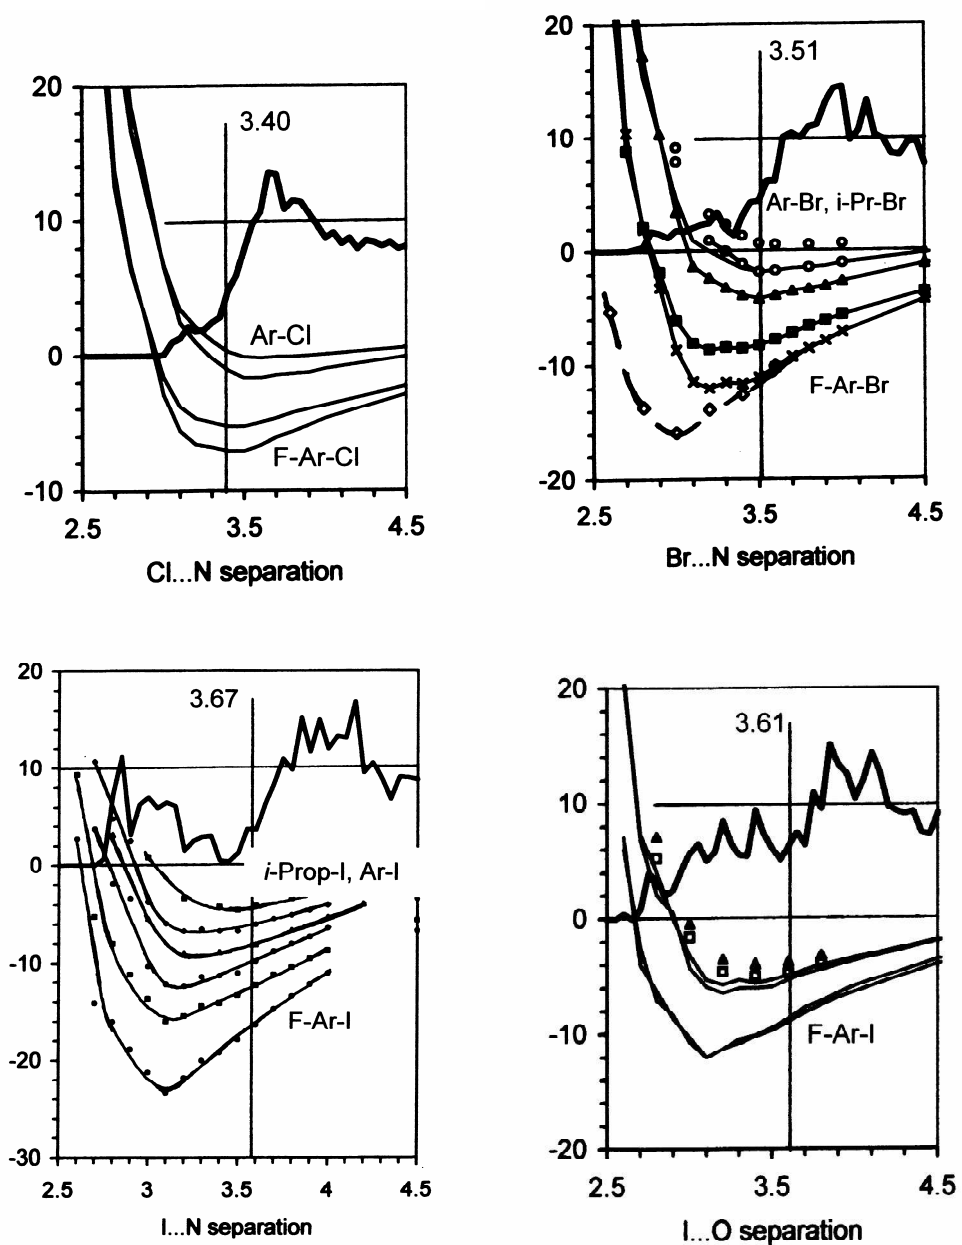 20
10
0
-10
3.40
Ar-Cl
F-Ar-Cl
2.5 3.5 4.5
Cl...N separation
20
10
0
-10
-20
3.51
Ar-Br, i-Pr-Br
F-Ar-Br
2.5 3.5 4.5
Br...N separation
20
10
0
-10
-20
-30
3.67
i-Prop-I, Ar-I
F-Ar-I
2.5 3 3.5 4 4.5
I...N separation
20
10
0
-10
-20
3.61
F-Ar-I
2.5 3.5 4.5
I...O separation